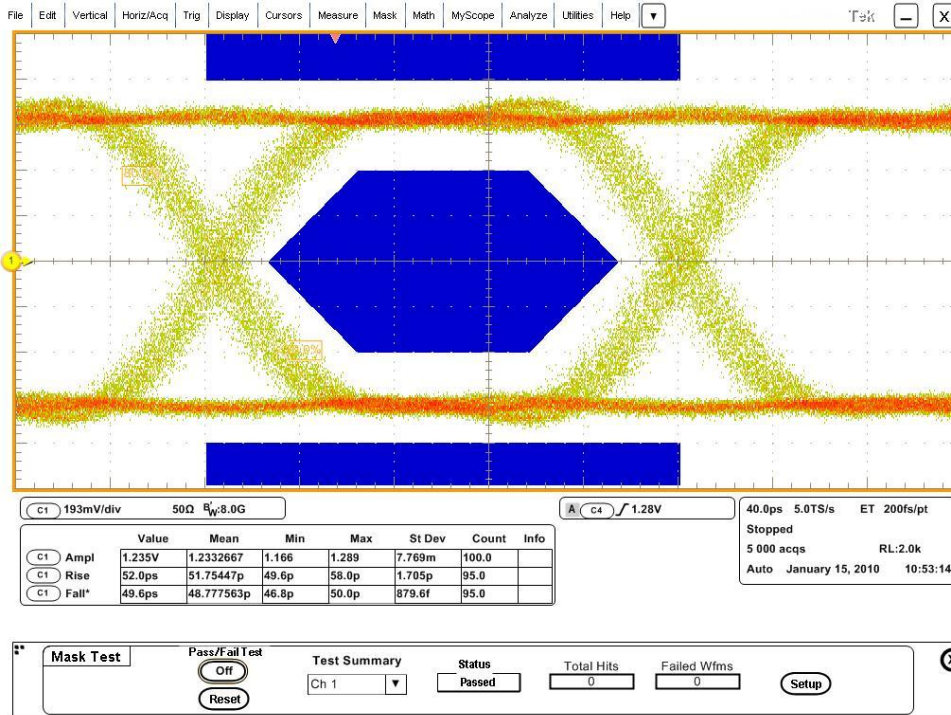 File Edit Vertical Horiz/Acq Trig Display Cursors Measure Mask Math MyScope Analyze Utilities Help Tek X
1
C1 193mV/div 50Ω BW:8.0G
A C4 1.28V
40.0ps 5.0TS/s ET 200fs/pt
Stopped
5 000 acqs RL:2.0k
Auto January 15, 2010 10:53:14
Value Mean Min Max St Dev Count Info
C1 Ampl 1.235V 1.2332667 1.166 1.289 7.769m 100.0
C1 Rise 52.0ps 51.75447p 49.6p 58.0p 1.705p 95.0
C1 Fall* 49.6ps 48.777563p 46.8p 50.0p 879.6f 95.0
Mask Test
Pass/Fail Test
Off
Reset
Test Summary
Ch 1
Status
Passed
Total Hits
0
Failed Wfms
0
Setup